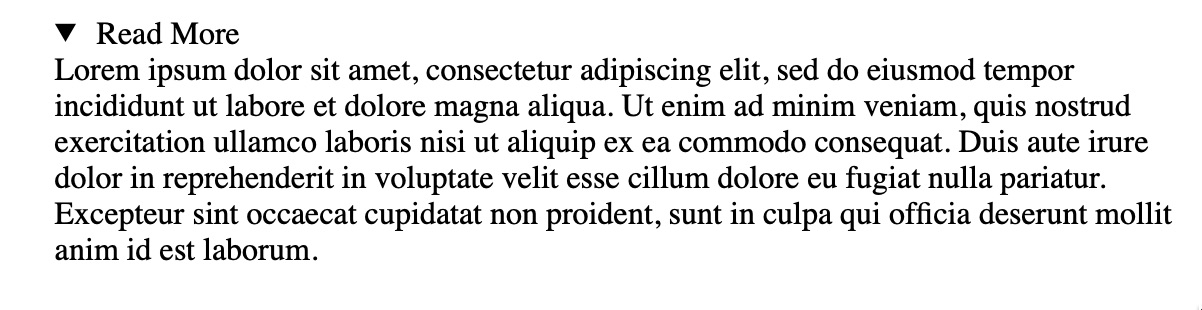 Read More
Lorem ipsum dolor sit amet, consectetur adipiscing elit, sed do eiusmod tempor
incididunt ut labore et dolore magna aliqua. Ut enim ad minim veniam, quis nostrud
exercitation ullamco laboris nisi ut aliquip ex ea commodo consequat. Duis aute irure
dolor in reprehenderit in voluptate velit esse cillum dolore eu fugiat nulla pariatur.
Excepteur sint occaecat cupidatat non proident, sunt in culpa qui officia deserunt mollit
anim id est laborum.